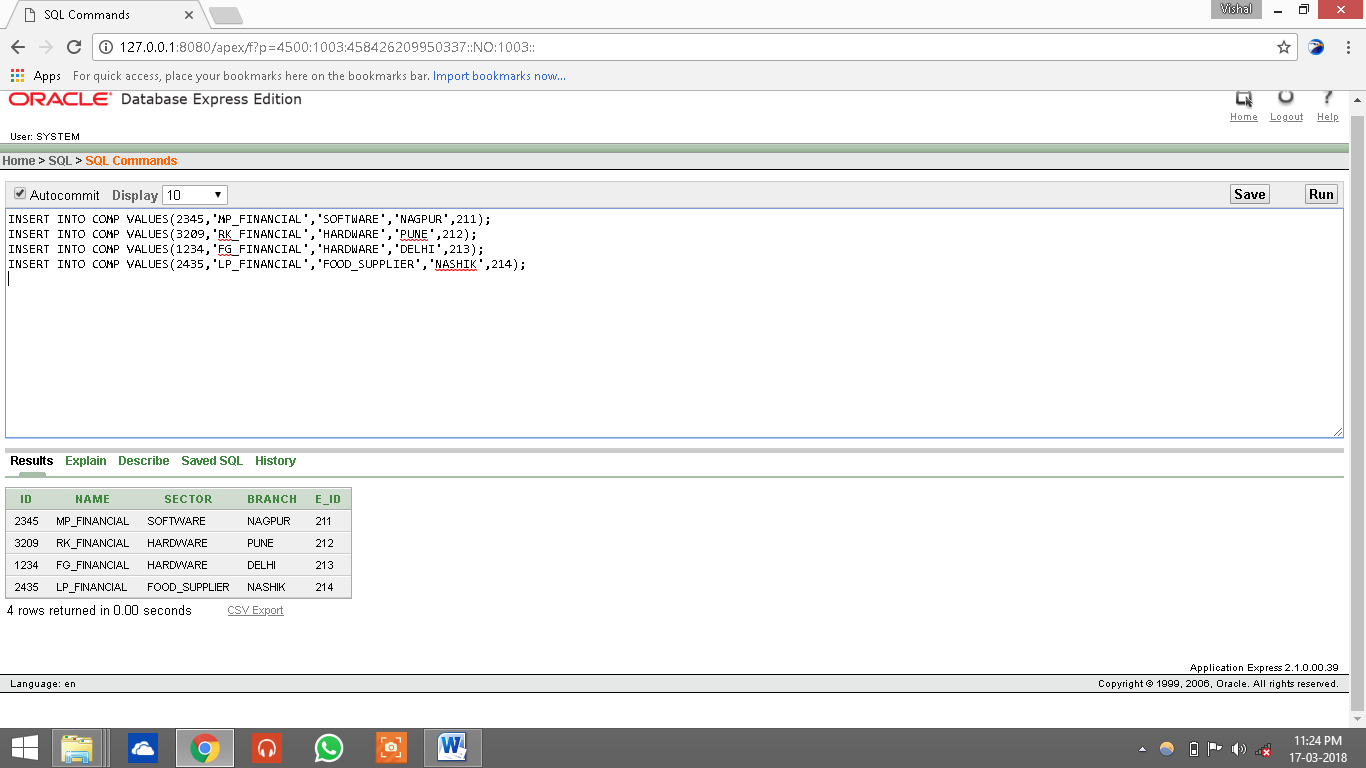 SQL Commands
Vishal
127.0.0.1:8080/apex/f?p=4500:1003:458426209950337::NO:1003::
Apps For quick access, place your bookmarks here on the bookmarks bar. Import bookmarks now...
ORACLE® Database Express Edition
Home Logout Help
User: SYSTEM
Home > SQL > SQL Commands
Autocommit Display 10 Save Run
INSERT INTO COMP VALUES(2345,'MP_FINANCIAL','SOFTWARE','NAGPUR',211);
INSERT INTO COMP VALUES(3209,'RK_FINANCIAL','HARDWARE','PUNE',212);
INSERT INTO COMP VALUES(1234,'FG_FINANCIAL','HARDWARE','DELHI',213);
INSERT INTO COMP VALUES(2435,'LP_FINANCIAL','FOOD_SUPPLIER','NASHIK',214);
Results Explain Describe Saved SQL History
ID NAME SECTOR BRANCH E_ID
2345 MP_FINANCIAL SOFTWARE NAGPUR 211
3209 RK_FINANCIAL HARDWARE PUNE 212
1234 FG_FINANCIAL HARDWARE DELHI 213
2435 LP_FINANCIAL FOOD_SUPPLIER NASHIK 214
4 rows returned in 0.00 seconds CSV Export
Application Express 2.1.0.00.39
Language: en Copyright © 1999, 2006, Oracle. All rights reserved.
11:24 PM
17-03-2018